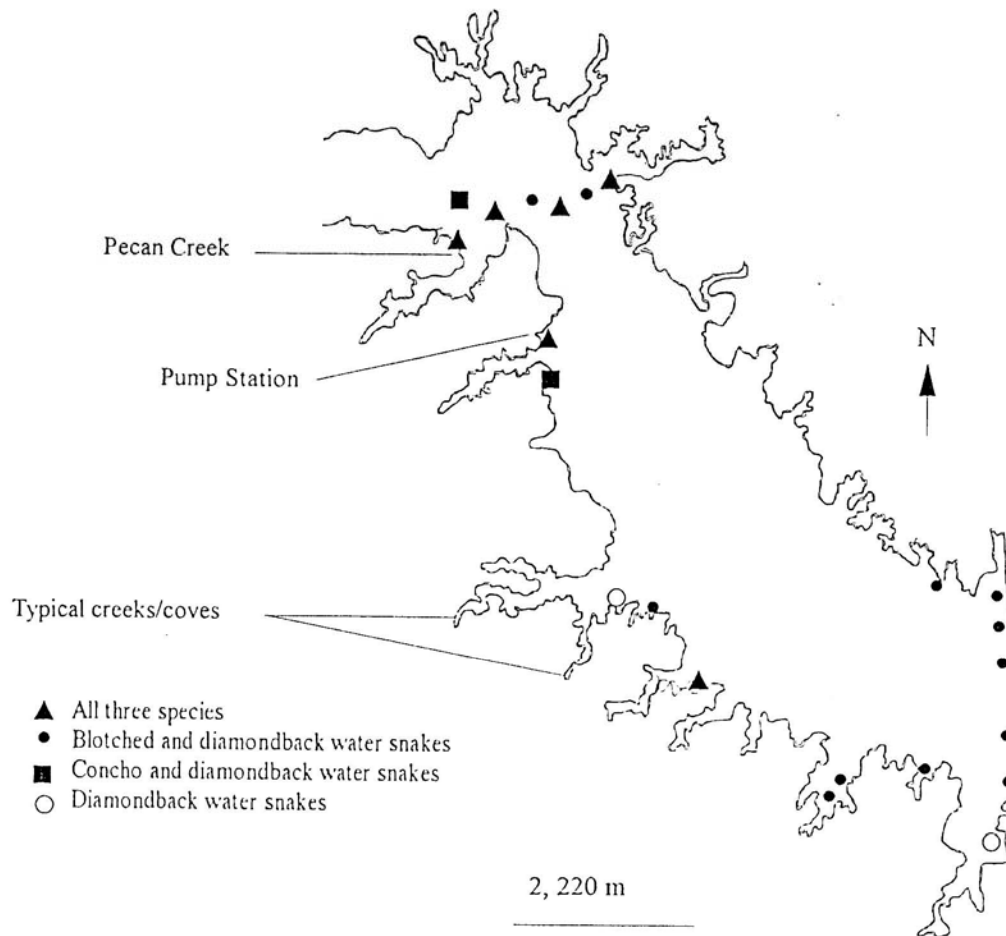 Pecan Creek
N
Pump Station
Typical creeks/coves
All three species
Blotched and diamondback water snakes
Concho and diamondback water snakes
Diamondback water snakes
2, 220 m